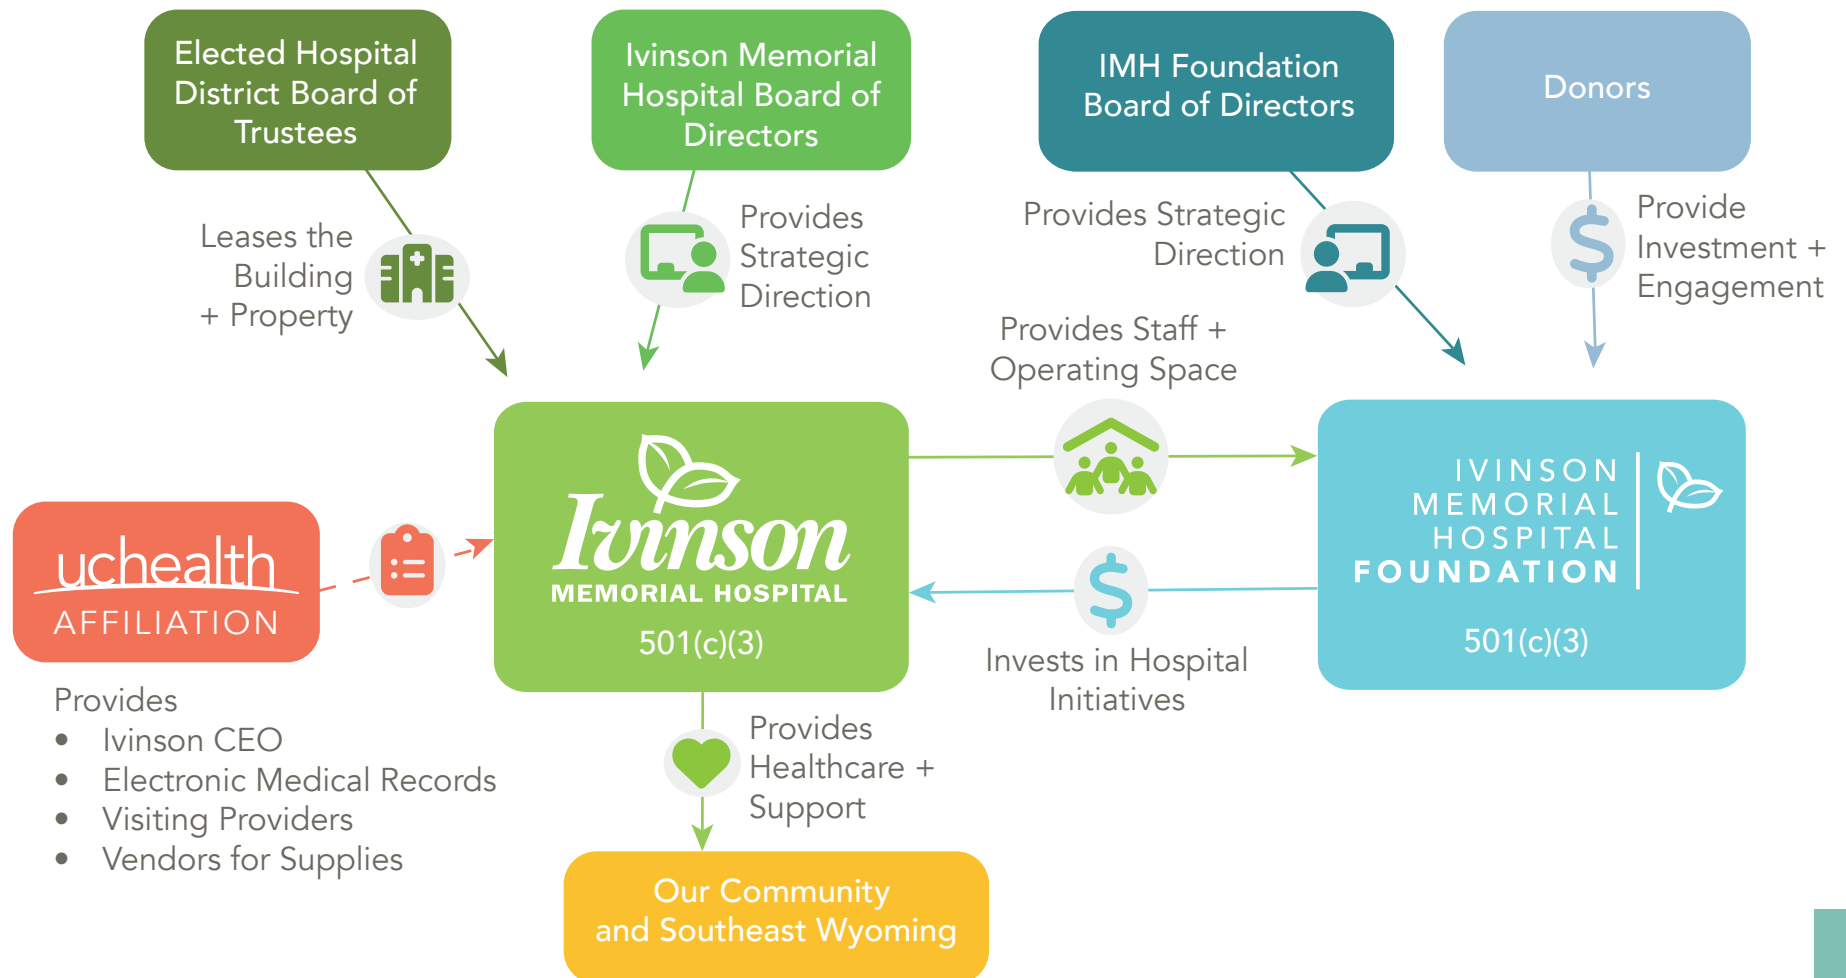 Elected Hospital
District Board of
Trustees
Ivinson Memorial
Hospital Board of
Directors
IMH Foundation
Board of Directors
Donors
Leases the
Building
+ Property
Provides
Strategic
Direction
Provides Strategic
Direction
Provide
Investment +
Engagement
Provides Staff +
Operating Space
Ivinson
MEMORIAL HOSPITAL
501(c)(3)
IVINSON
MEMORIAL
HOSPITAL
FOUNDATION
501(c)(3)
uchealth
AFFILIATION
Invests in Hospital
Initiatives
Provides
• Ivinson CEO
• Electronic Medical Records
• Visiting Providers
• Vendors for Supplies
Provides
Healthcare +
Support
Our Community
and Southeast Wyoming